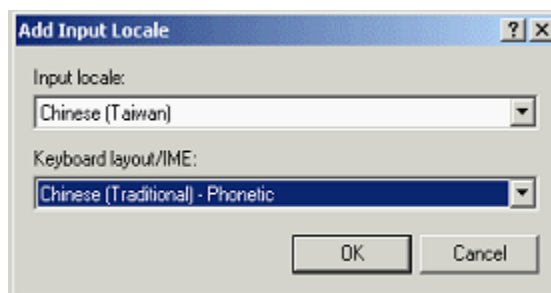 Add Input Locale
Input locale:
Chinese (Taiwan)
Keyboard layout/IME:
Chinese (Traditional) - Phonetic
OK Cancel